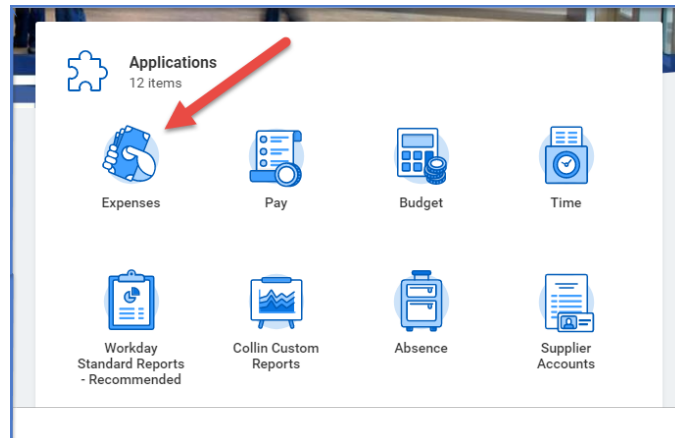 Applications
12 items
Expenses
Pay
Budget
Time
Workday
Standard Reports
- Recommended
Collin Custom
Reports
Absence
Supplier
Accounts